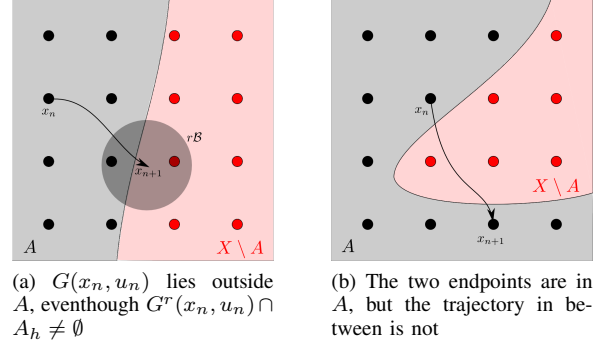 x_n
rB
x_{n+1}
A
X \ A
x_n
X \ A
A
x_{n+1}
(a) G(x_n, u_n) lies outside
A, eventhough G^r(x_n, u_n) ∩
A_h ≠ ∅
(b) The two endpoints are in
A, but the trajectory in be-
tween is not